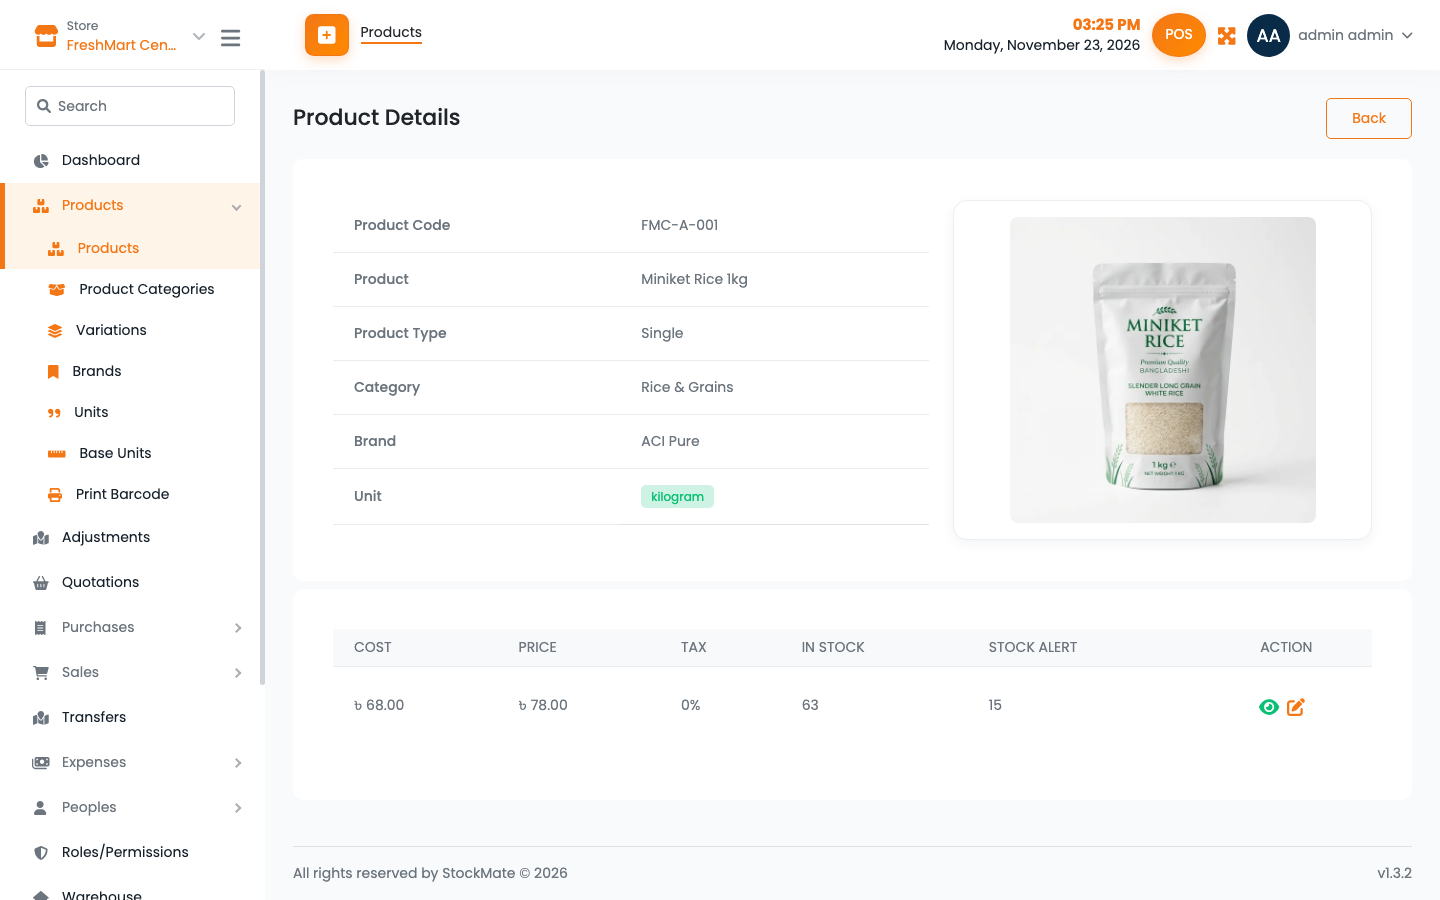 Store
FreshMart Cen...
Products
03:25 PM
Monday, November 23, 2026
POS
AA
admin admin
Search
Dashboard
Products
Products
Product Categories
Variations
Brands
Units
Base Units
Print Barcode
Adjustments
Quotations
Purchases
Sales
Transfers
Expenses
Peoples
Roles/Permissions
Warehouse
Product Details
Back
Product Code FMC-A-001
Product Miniket Rice 1kg
Product Type Single
Category Rice & Grains
Brand ACI Pure
Unit kilogram
MINIKET
RICE
Premium Quality
BANGLADESHI
SLENDER LONG GRAIN
WHITE RICE
1 kg ℮
NET WEIGHT 1 KG
COST PRICE TAX IN STOCK STOCK ALERT ACTION
৳ 68.00 ৳ 78.00 0% 63 15
All rights reserved by StockMate © 2026
v1.3.2